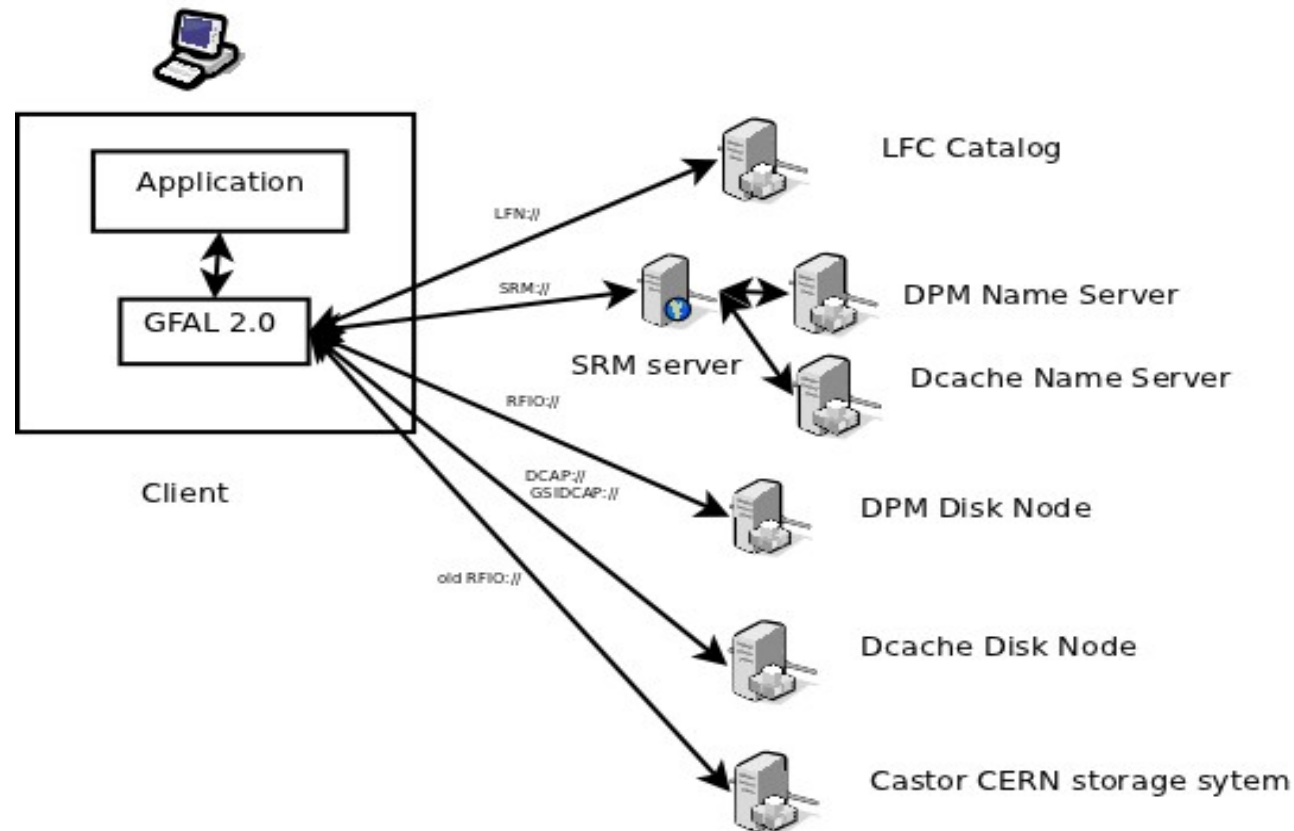 Application
GFAL 2.0
Client
LFN://
SRM://
RFIO://
DCAP://
GSIDCAP://
old RFIO://
LFC Catalog
SRM server
DPM Name Server
Dcache Name Server
DPM Disk Node
Dcache Disk Node
Castor CERN storage sytem